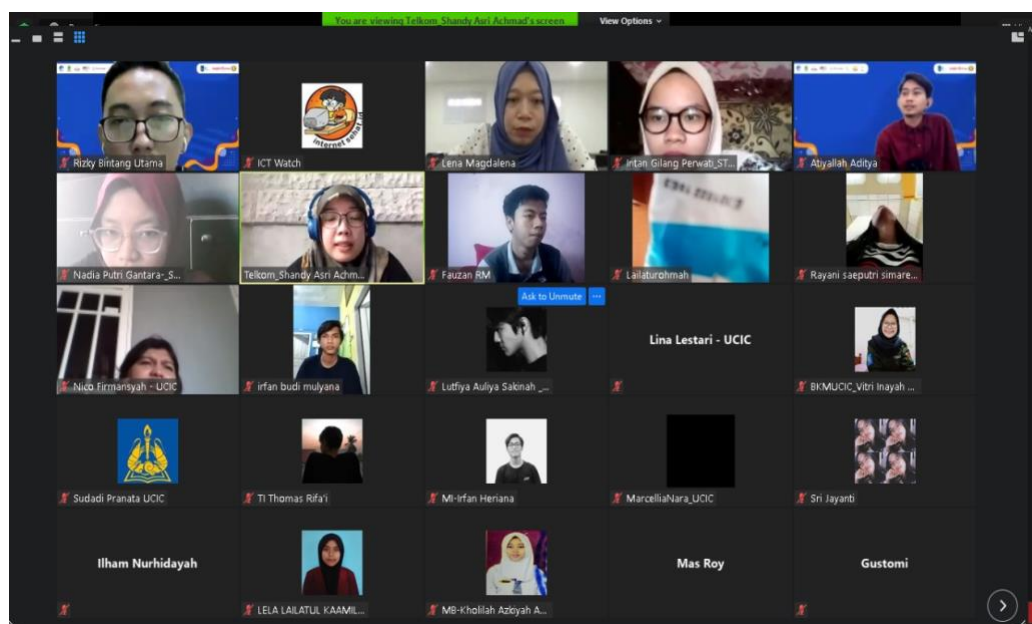 You are viewing Telkom_Shandy Asri Achmad's screen
View Options
Rizky Bintang Utama
internetsehat.id
ICT Watch
Lena Magdalena
Intan Gilang Perwati_ST...
Atiyallah Aditya
Nadia Putri Gantara-_S...
Telkom_Shandy Asri Achm...
Fauzan RM
Lailaturohmah
Rayani saeputri simare...
Ask to Unmute ...
Nico Firmansyah - UCIC
irfan budi mulyana
Lutfiya Auliya Sakinah _...
Lina Lestari - UCIC
BKMUCIC_Vitri Inayah ...
Sudadi Pranata UCIC
TI Thomas Rifa'i
MI-Irfan Heriana
MarcelliaNara_UCIC
Sri Jayanti
Ilham Nurhidayah
LELA LAILATUL KAAMIL...
MB-Kholilah Azkiyah A...
Mas Roy
Gustomi